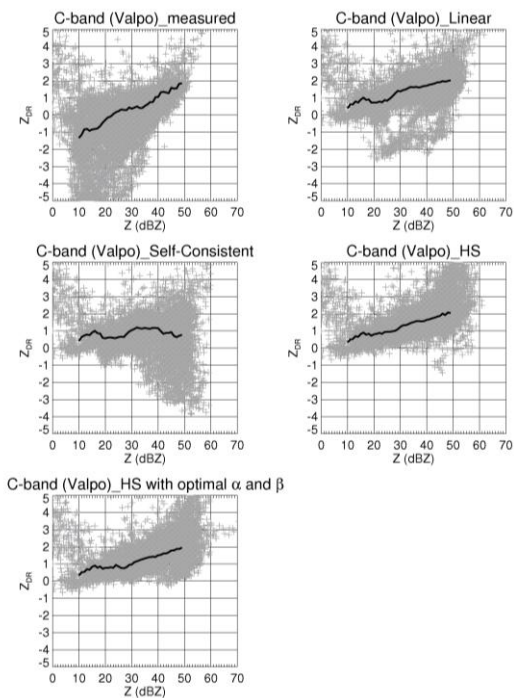 C-band (Valpo)_measured
5
4
3
2
1
0
-1
-2
-3
-4
-5
Z_DR
0 10 20 30 40 50 60 70
Z (dBZ)
C-band (Valpo)_Linear
5
4
3
2
1
0
-1
-2
-3
-4
-5
Z_DR
0 10 20 30 40 50 60 70
Z (dBZ)
C-band (Valpo)_Self-Consistent
5
4
3
2
1
0
-1
-2
-3
-4
-5
Z_DR
0 10 20 30 40 50 60 70
Z (dBZ)
C-band (Valpo)_HS
5
4
3
2
1
0
-1
-2
-3
-4
-5
Z_DR
0 10 20 30 40 50 60 70
Z (dBZ)
C-band (Valpo)_HS with optimal α and β
5
4
3
2
1
0
-1
-2
-3
-4
-5
Z_DR
0 10 20 30 40 50 60 70
Z (dBZ)